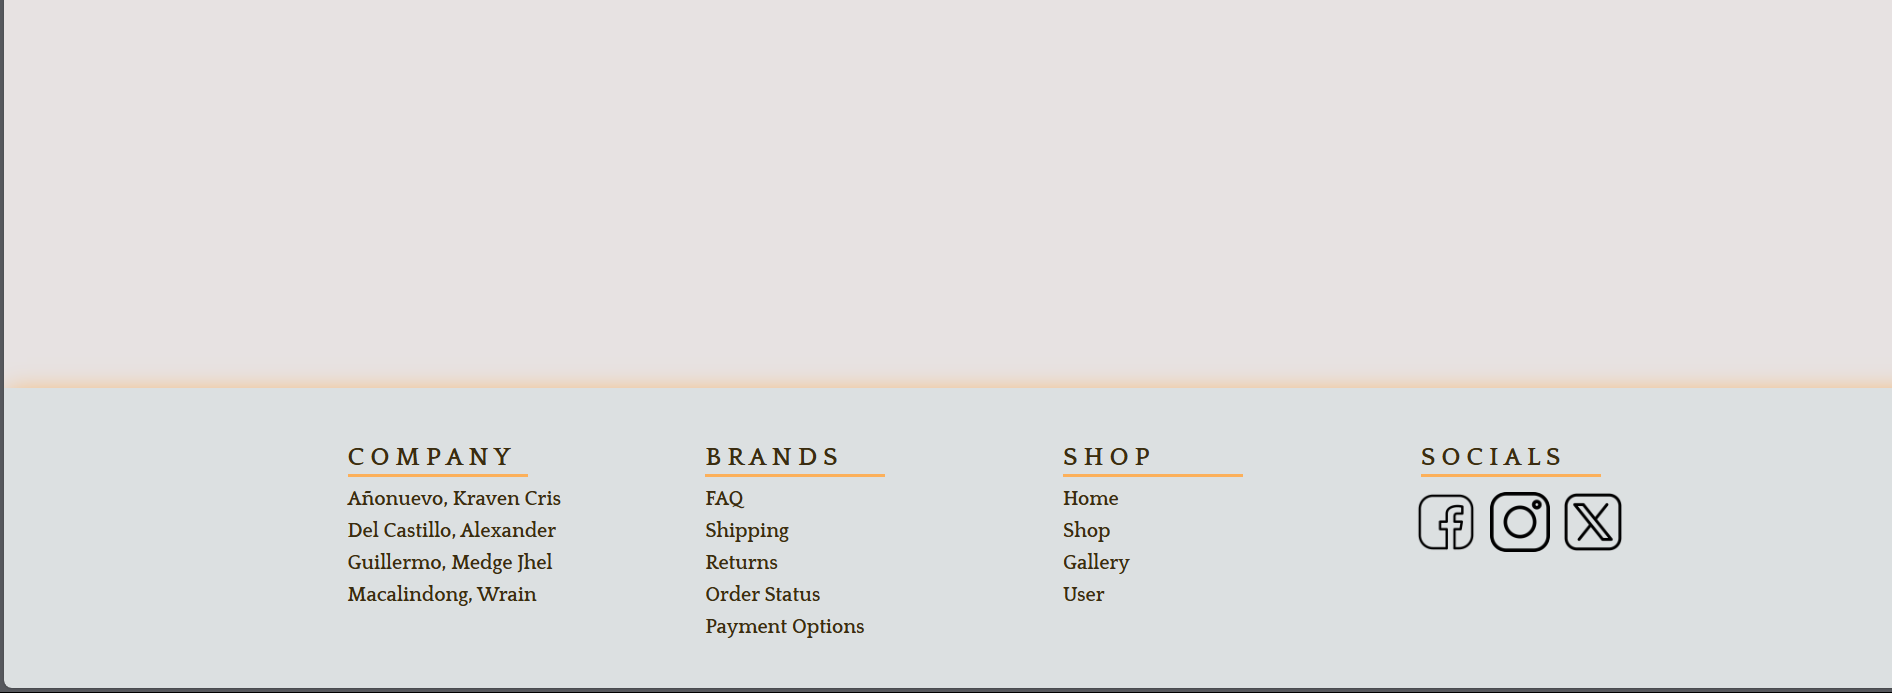 COMPANY
Añonuevo, Kraven Cris
Del Castillo, Alexander
Guillermo, Medge Jhel
Macalindong, Wrain
BRANDS
FAQ
Shipping
Returns
Order Status
Payment Options
SHOP
Home
Shop
Gallery
User
SOCIALS